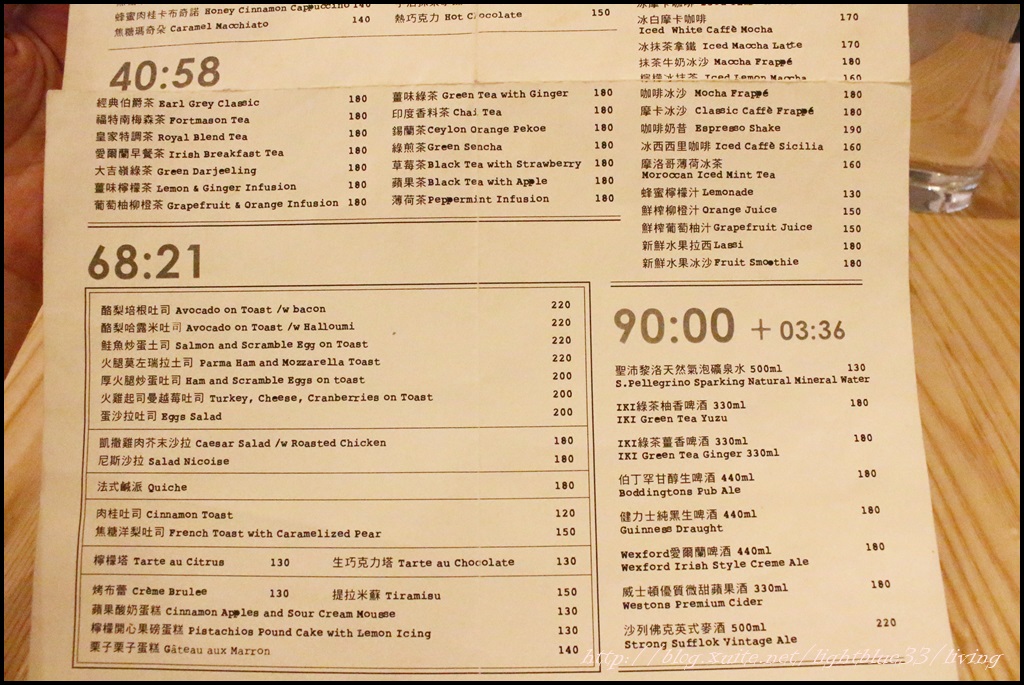 蜂蜜肉桂卡布奇諾 Honey Cinnamon Cappuccino 140
焦糖瑪奇朵 Caramel Macchiato 140
熱巧克力 Hot Chocolate 150
冰白摩卡咖啡 170
Iced White Caffè Mocha
冰抹茶拿鐵 Iced Maccha Latte 170
抹茶牛奶冰沙 Maccha Frappé 180
檸檬冰抹茶 Iced Lemon Maccha 160
咖啡冰沙 Mocha Frappé 180
摩卡冰沙 Classic Caffè Frappé 180
咖啡奶昔 Espresso Shake 190
冰西西里咖啡 Iced Caffè Sicilia 160
摩洛哥薄荷冰茶 160
Moroccan Iced Mint Tea
蜂蜜檸檬汁 Lemonade 130
鮮榨柳橙汁 Orange Juice 150
鮮榨葡萄柚汁 Grapefruit Juice 150
新鮮水果拉西 Lassi 180
新鮮水果冰沙 Fruit Smoothie 180
40:58
經典伯爵茶 Earl Grey Classic 180
福特南梅森茶 Fortmason Tea 180
皇家特調茶 Royal Blend Tea 180
愛爾蘭早餐茶 Irish Breakfast Tea 180
大吉嶺綠茶 Green Darjeeling 180
薑味檸檬茶 Lemon & Ginger Infusion 180
葡萄柚柳橙茶 Grapefruit & Orange Infusion 180
薑味綠茶 Green Tea with Ginger 180
印度香料茶 Chai Tea 180
錫蘭茶 Ceylon Orange Pekoe 180
綠煎茶 Green Sencha 180
草莓茶 Black Tea with Strawberry 180
蘋果茶 Black Tea with Apple 180
薄荷茶 Peppermint Infusion 180
68:21
酪梨培根吐司 Avocado on Toast /w bacon 220
酪梨哈露米吐司 Avocado on Toast /w Halloumi 220
鮭魚炒蛋土司 Salmon and Scramble Egg on Toast 220
火腿莫左瑞拉土司 Parma Ham and Mozzarella Toast 220
厚火腿炒蛋吐司 Ham and Scramble Eggs on toast 200
火雞起司曼越莓吐司 Turkey, Cheese, Cranberries on Toast 200
蛋沙拉吐司 Eggs Salad 200
凱撒雞肉芥末沙拉 Caesar Salad /w Roasted Chicken 180
尼斯沙拉 Salad Nicoise 180
法式鹹派 Quiche 180
肉桂吐司 Cinnamon Toast 120
焦糖洋梨吐司 French Toast with Caramelized Pear 150
檸檬塔 Tarte au Citrus 130 生巧克力塔 Tarte au Chocolate 130
烤布蕾 Crème Brulee 130 提拉米蘇 Tiramisu 150
蘋果酸奶蛋糕 Cinnamon Apples and Sour Cream Mousse 130
檸檬開心果磅蛋糕 Pistachios Pound Cake with Lemon Icing 130
栗子栗子蛋糕 Gâteau aux Marron 140
90:00 + 03:36
聖沛黎洛天然氣泡礦泉水 500ml 130
S.Pellegrino Sparking Natural Mineral Water
IKI綠茶柚香啤酒 330ml 180
IKI Green Tea Yuzu
IKI綠茶薑香啤酒 330ml 180
IKI Green Tea Ginger 330ml
伯丁罕甘醇生啤酒 440ml 180
Boddingtons Pub Ale
健力士純黑生啤酒 440ml 180
Guinness Draught
Wexford愛爾蘭啤酒 440ml 180
Wexford Irish Style Creme Ale
威士頓優質微甜蘋果酒 330ml 180
Westons Premium Cider
沙列佛克英式麥酒 500ml 220
Strong Sufflok Vintage Ale
http://blog.xuite.net/lightblue33/living